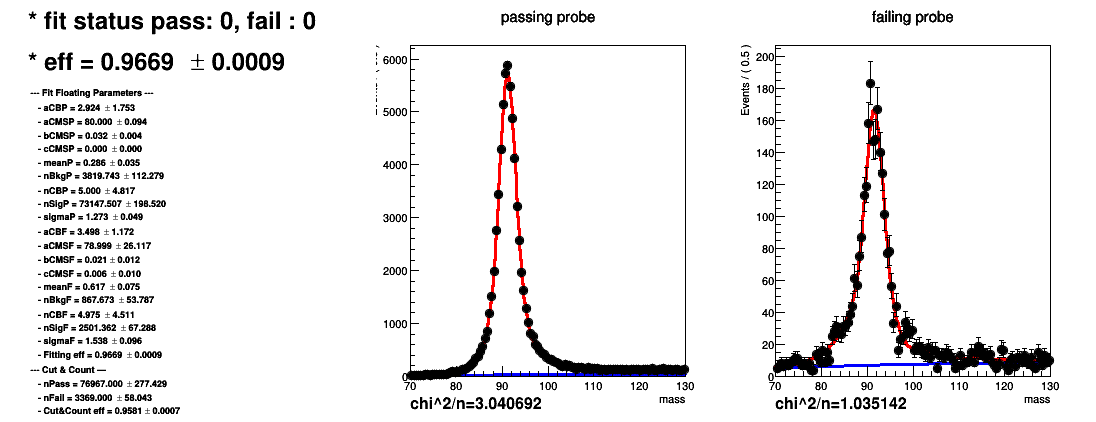 * fit status pass: 0, fail : 0
* eff = 0.9669 ± 0.0009
--- Fit Floating Parameters ---
- aCBP = 2.924 ± 1.753
- aCMSP = 80.000 ± 0.094
- bCMSP = 0.032 ± 0.004
- cCMSP = 0.000 ± 0.000
- meanP = 0.286 ± 0.035
- nBkgP = 3819.743 ± 112.279
- nCBP = 5.000 ± 4.817
- nSigP = 73147.507 ± 198.520
- sigmaP = 1.273 ± 0.049
- aCBF = 3.498 ± 1.172
- aCMSF = 78.999 ± 26.117
- bCMSF = 0.021 ± 0.012
- cCMSF = 0.006 ± 0.010
- meanF = 0.617 ± 0.075
- nBkgF = 867.673 ± 53.787
- nCBF = 4.975 ± 4.511
- nSigF = 2501.362 ± 67.288
- sigmaF = 1.538 ± 0.096
- Fitting eff = 0.9669 ± 0.0009
--- Cut & Count ---
- nPass = 76967.000 ± 277.429
- nFail = 3369.000 ± 58.043
- Cut&Count eff = 0.9581 ± 0.0007
passing probe
6000
5000
4000
3000
2000
1000
0
70 80 90 100 110 120 130
mass
chi^2/n=3.040692
failing probe
Events / ( 0.5 )
200
180
160
140
120
100
80
60
40
20
0
70 80 90 100 110 120 130
mass
chi^2/n=1.035142